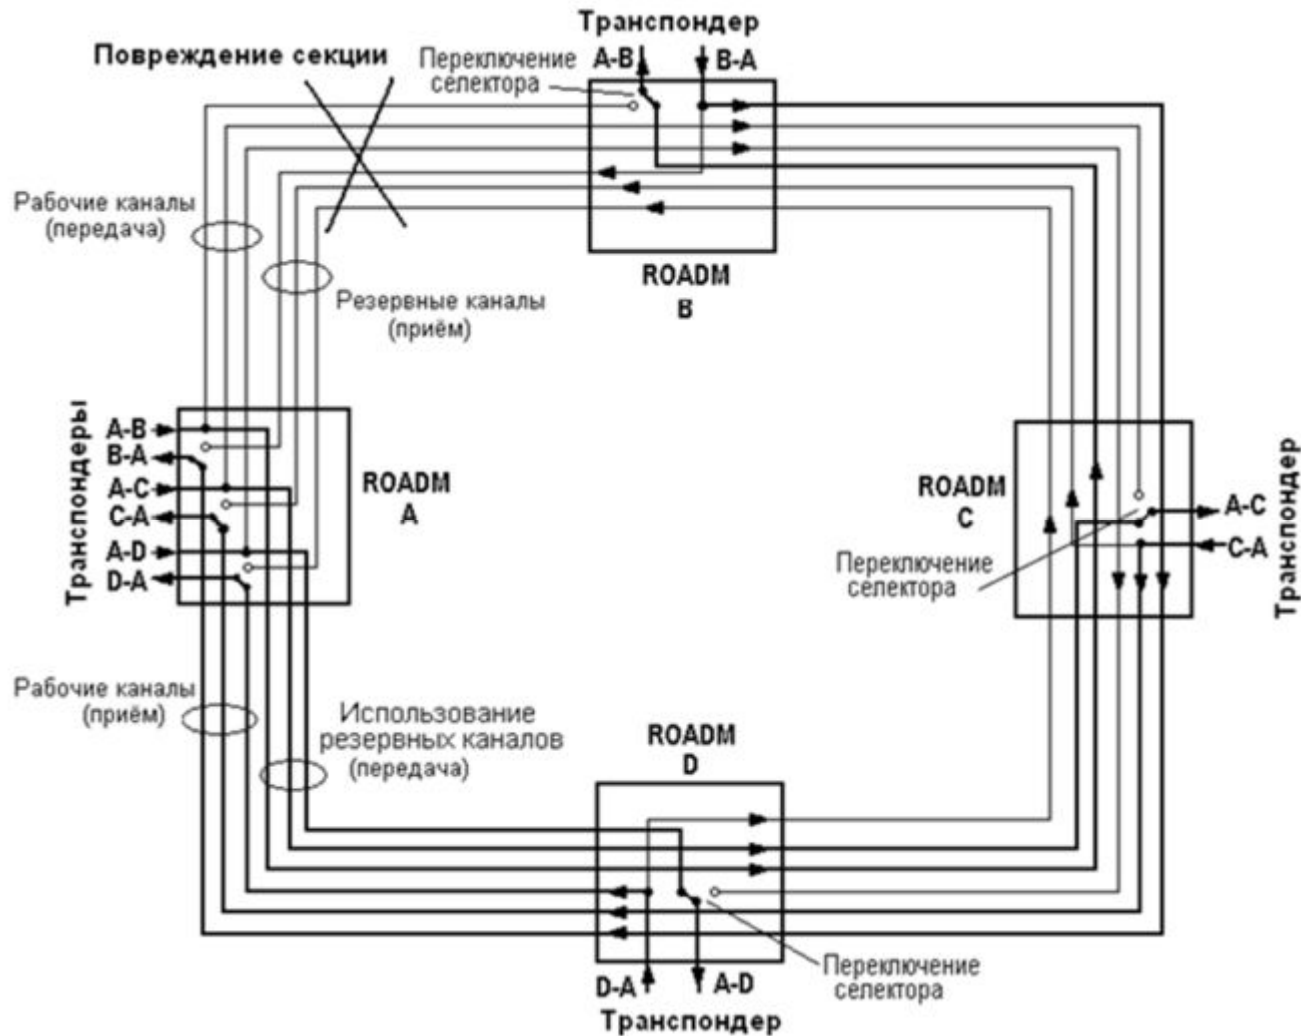 Транспондер
Повреждение секции
Переключение
селектора
A-B
B-A
Рабочие каналы
(передача)
ROADM
B
Резервные каналы
(приём)
Транспондеры
A-B
B-A
A-C
C-A
A-D
D-A
ROADM
A
ROADM
C
A-C
C-A
Транспондер
Переключение
селектора
Рабочие каналы
(приём)
Использование
резервных каналов
(передача)
ROADM
D
D-A
A-D
Переключение
селектора
Транспондер